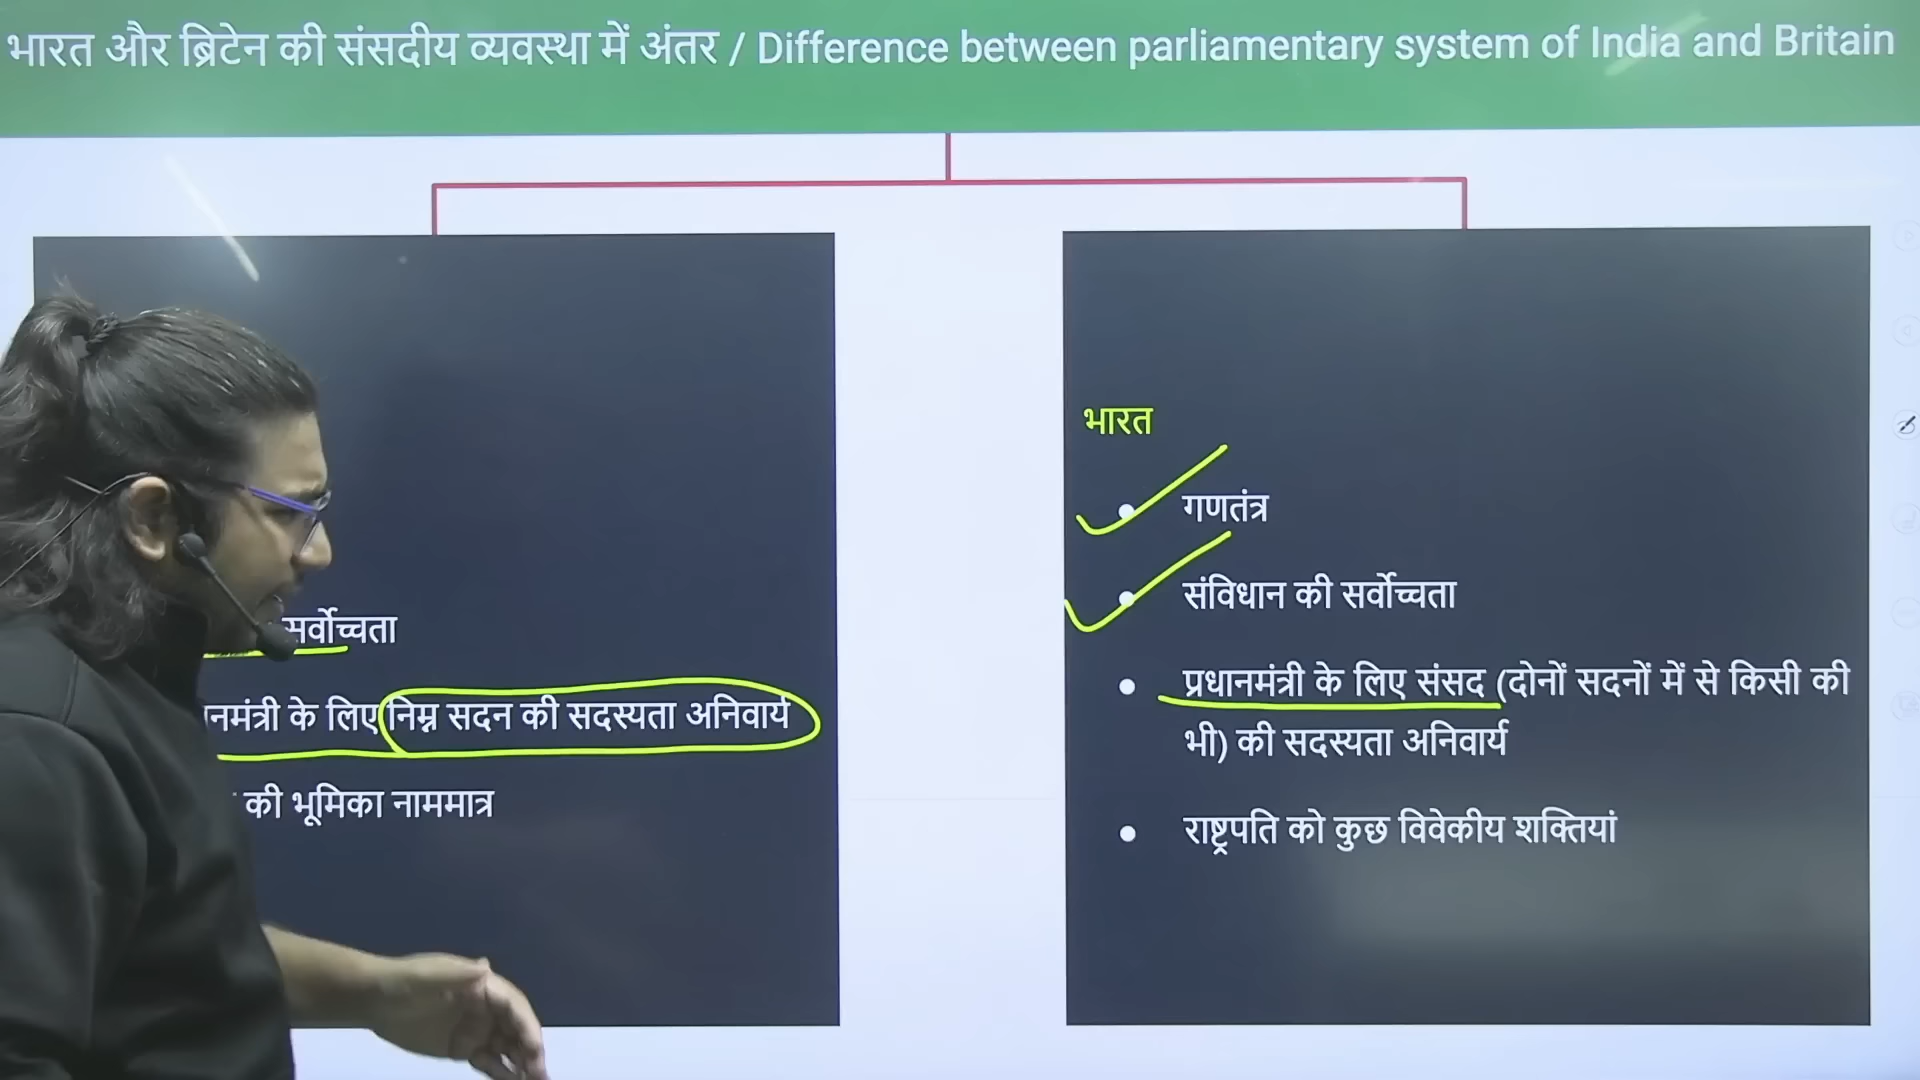 भारत और ब्रिटेन की संसदीय व्यवस्था में अंतर / Difference between parliamentary system of India and Britain
सर्वोच्चता
के लिए निम्न सदन की सदस्यता अनिवार्य
की भूमिका नाममात्र
भारत
• गणतंत्र
• संविधान की सर्वोच्चता
• प्रधानमंत्री के लिए संसद (दोनों सदनों में से किसी की
भी) की सदस्यता अनिवार्य
• राष्ट्रपति को कुछ विवेकीय शक्तियां